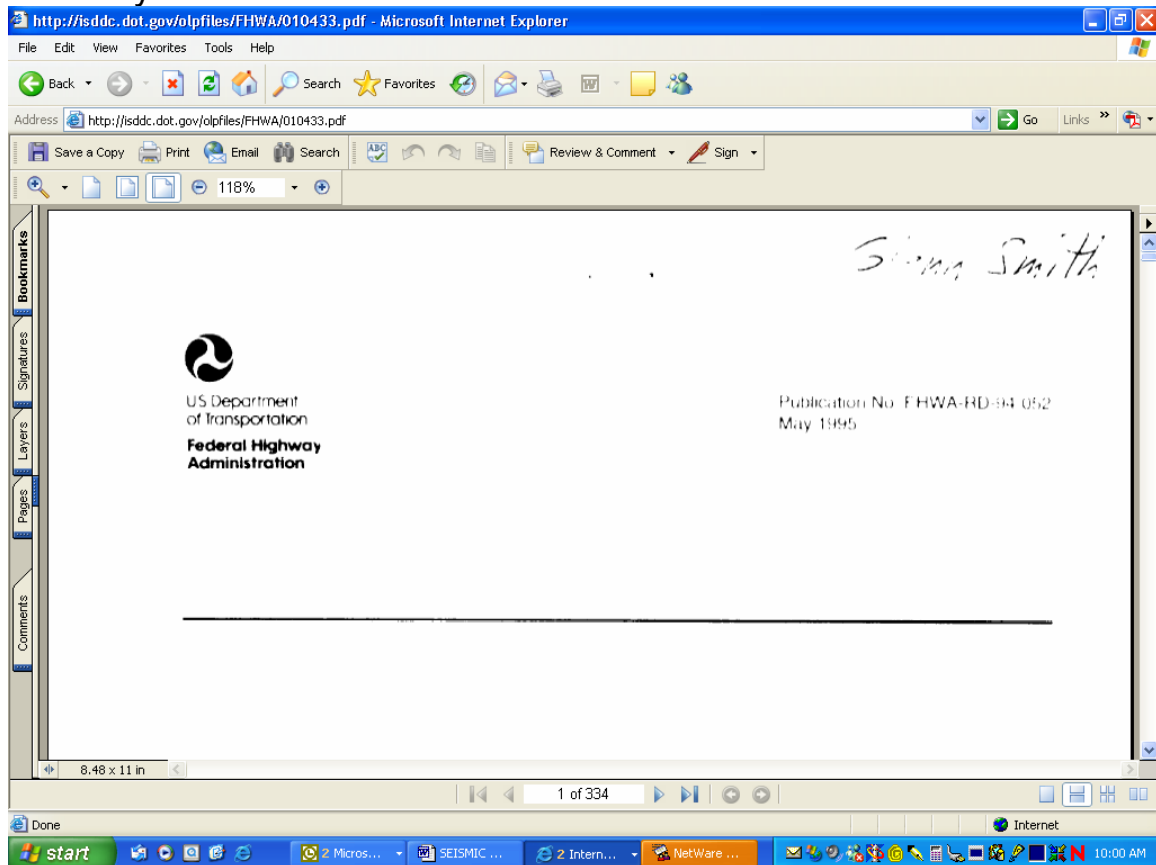 http://isddc.dot.gov/olpfiles/FHWA/010433.pdf - Microsoft Internet Explorer
File Edit View Favorites Tools Help
Back Search Favorites
Address http://isddc.dot.gov/olpfiles/FHWA/010433.pdf Go Links »
Save a Copy Print Email Search Review & Comment Sign
118%
Bookmarks
Signatures
Layers
Pages
Comments
Smith
US Department
of Transportation
Federal Highway
Administration
Publication No FHWA-RD-94-052
May 1995
8.48 x 11 in
1 of 334
Done Internet
start 2 Micros... SEISMIC ... 2 Intern... NetWare ... 10:00 AM